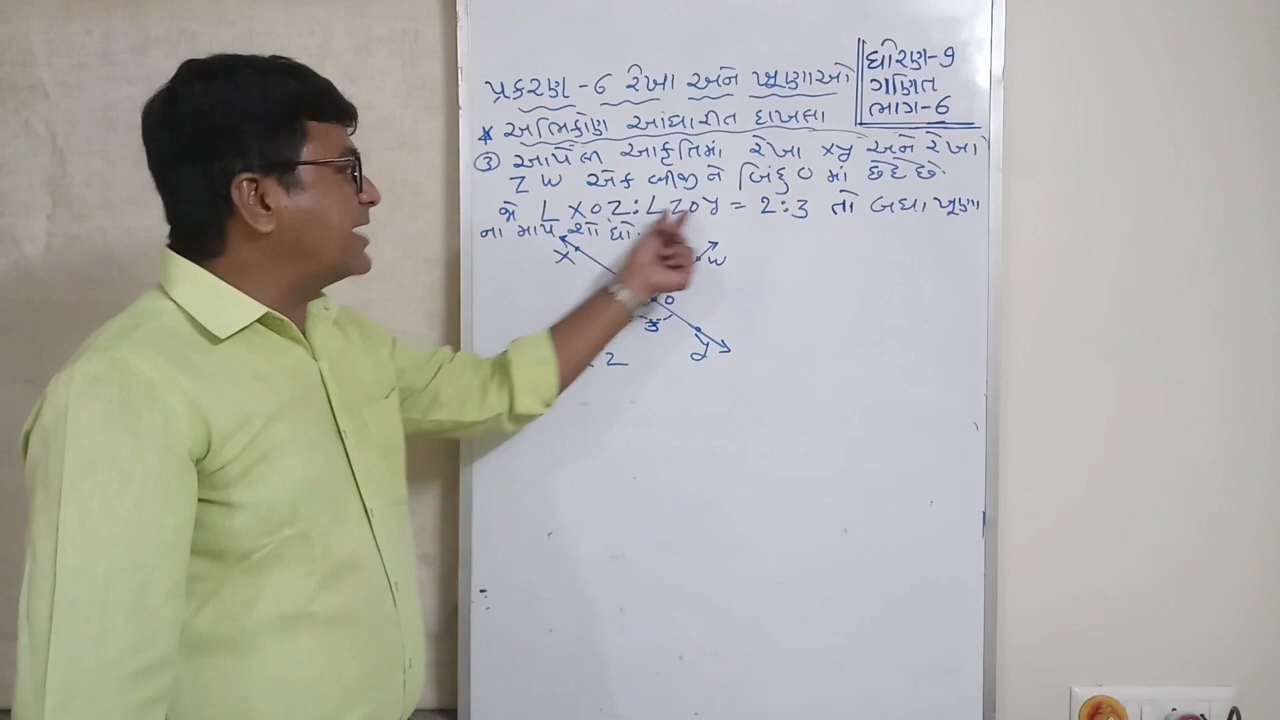 પ્રકરણ-6 રેખા અને ખૂણાઓ
ધોરણ-9
ગણિત
ભાગ-6
* અભિકોણ આધારીત દાખલા
③ આપેલ આકૃતિમાં રેખા XY અને રેખા
ZW એક બીજીને બિંદુ O માં છેદે છે.
જો ∠XOZ:∠ZOY = 2:3 તો બધા ખૂણા
ના માપ શોધો.
X
W
O
3
Z
Y